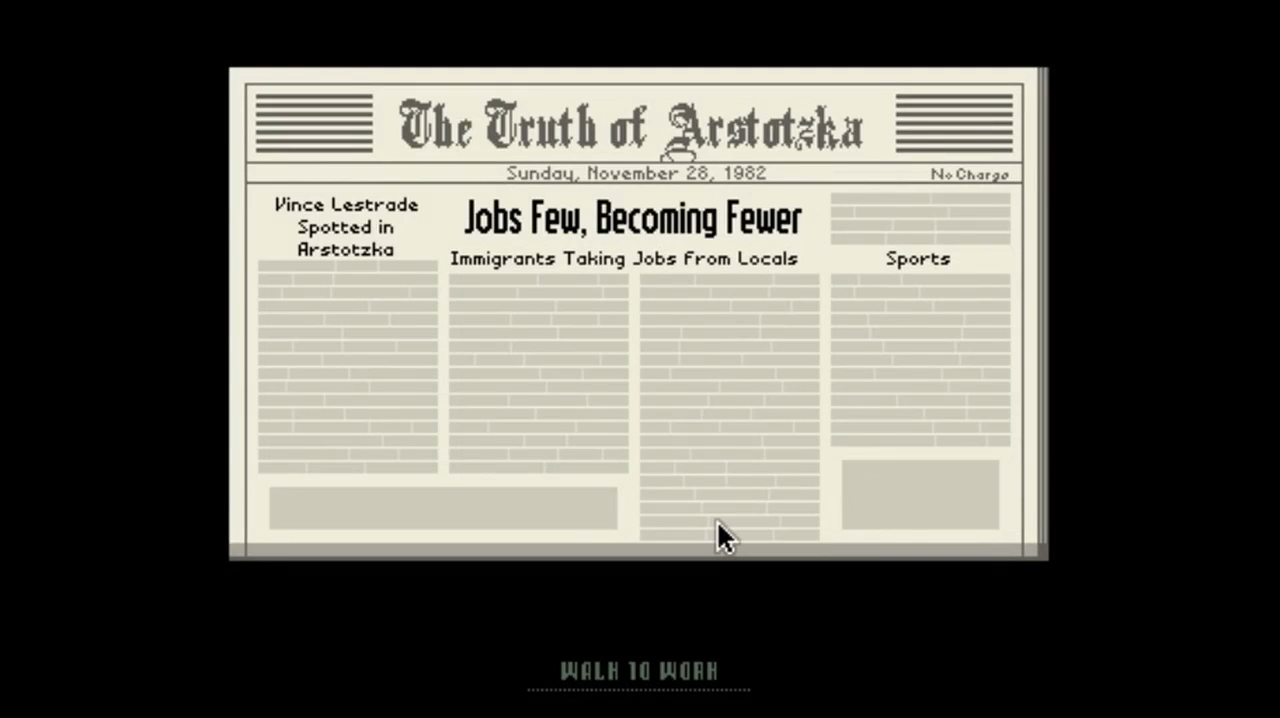 The Truth of Arstotzka
Sunday, November 28, 1982
No Charge
Vince Lestrade
Spotted in
Arstotzka
Jobs Few, Becoming Fewer
Immigrants Taking Jobs From Locals
Sports
WALK TO WORK